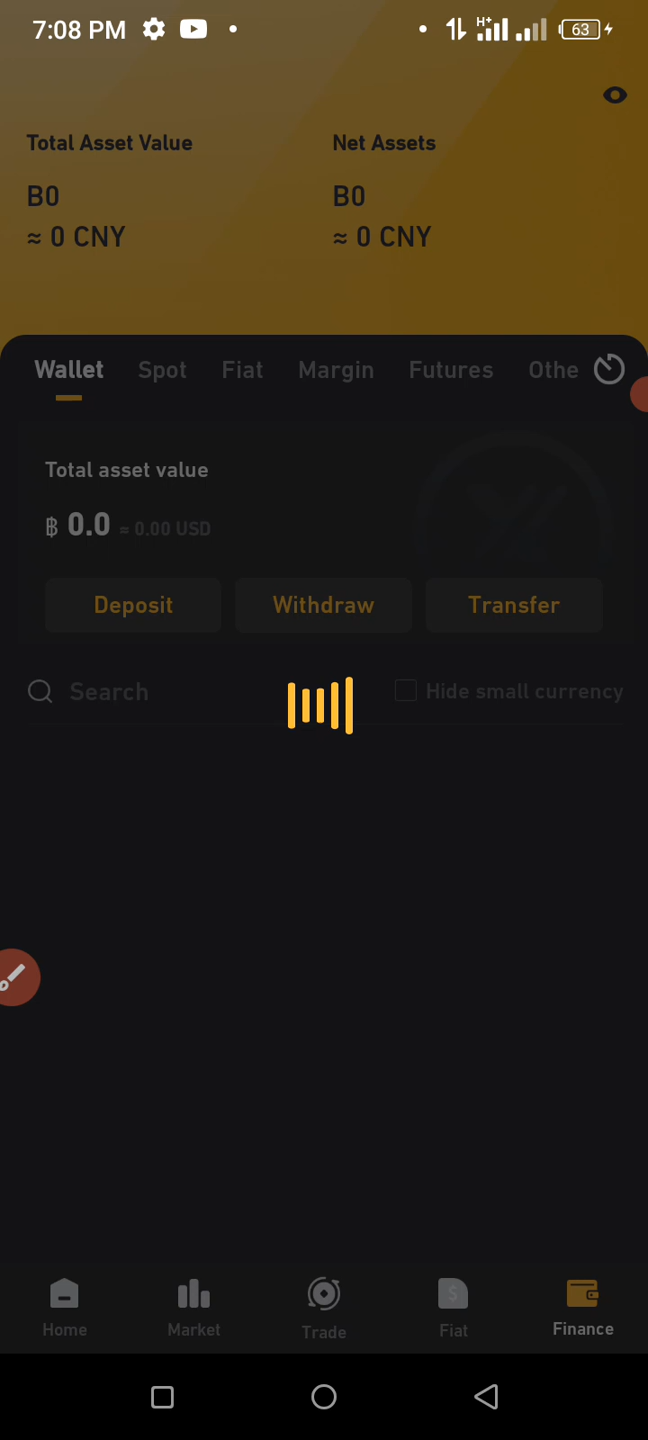 7:08 PM H+ 63
Total Asset Value Net Assets
B0 B0
≈ 0 CNY ≈ 0 CNY
Wallet Spot Fiat Margin Futures Othe
Total asset value
฿ 0.0 ≈ 0.00 USD
Deposit Withdraw Transfer
Search Hide small currency
Home Market Trade Fiat Finance